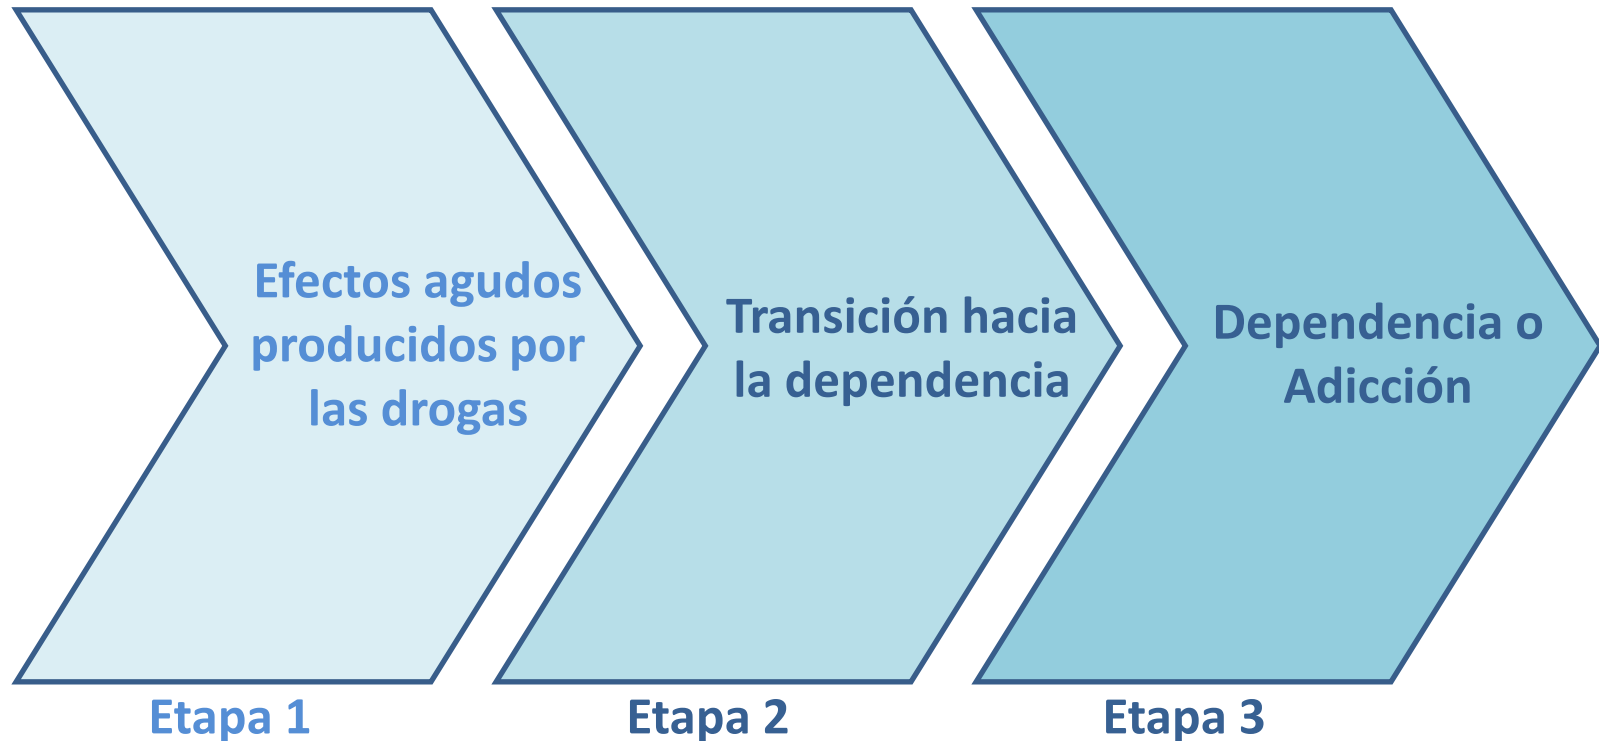 Efectos agudos
producidos por
las drogas
Transición hacia
la dependencia
Dependencia o
Adicción
Etapa 1
Etapa 2
Etapa 3